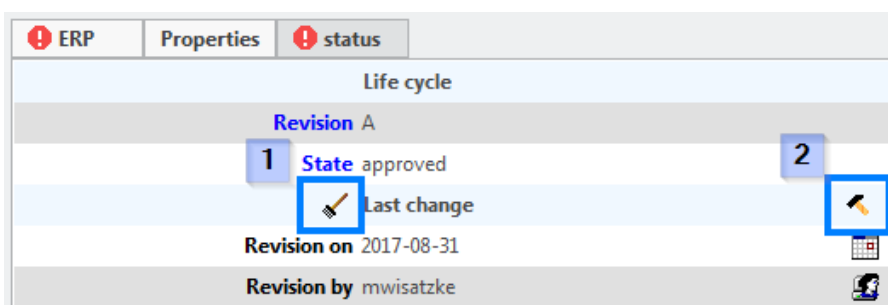 ERP Properties status
Life cycle
Revision A
1 State approved 2
Last change
Revision on 2017-08-31
Revision by mwisatzke